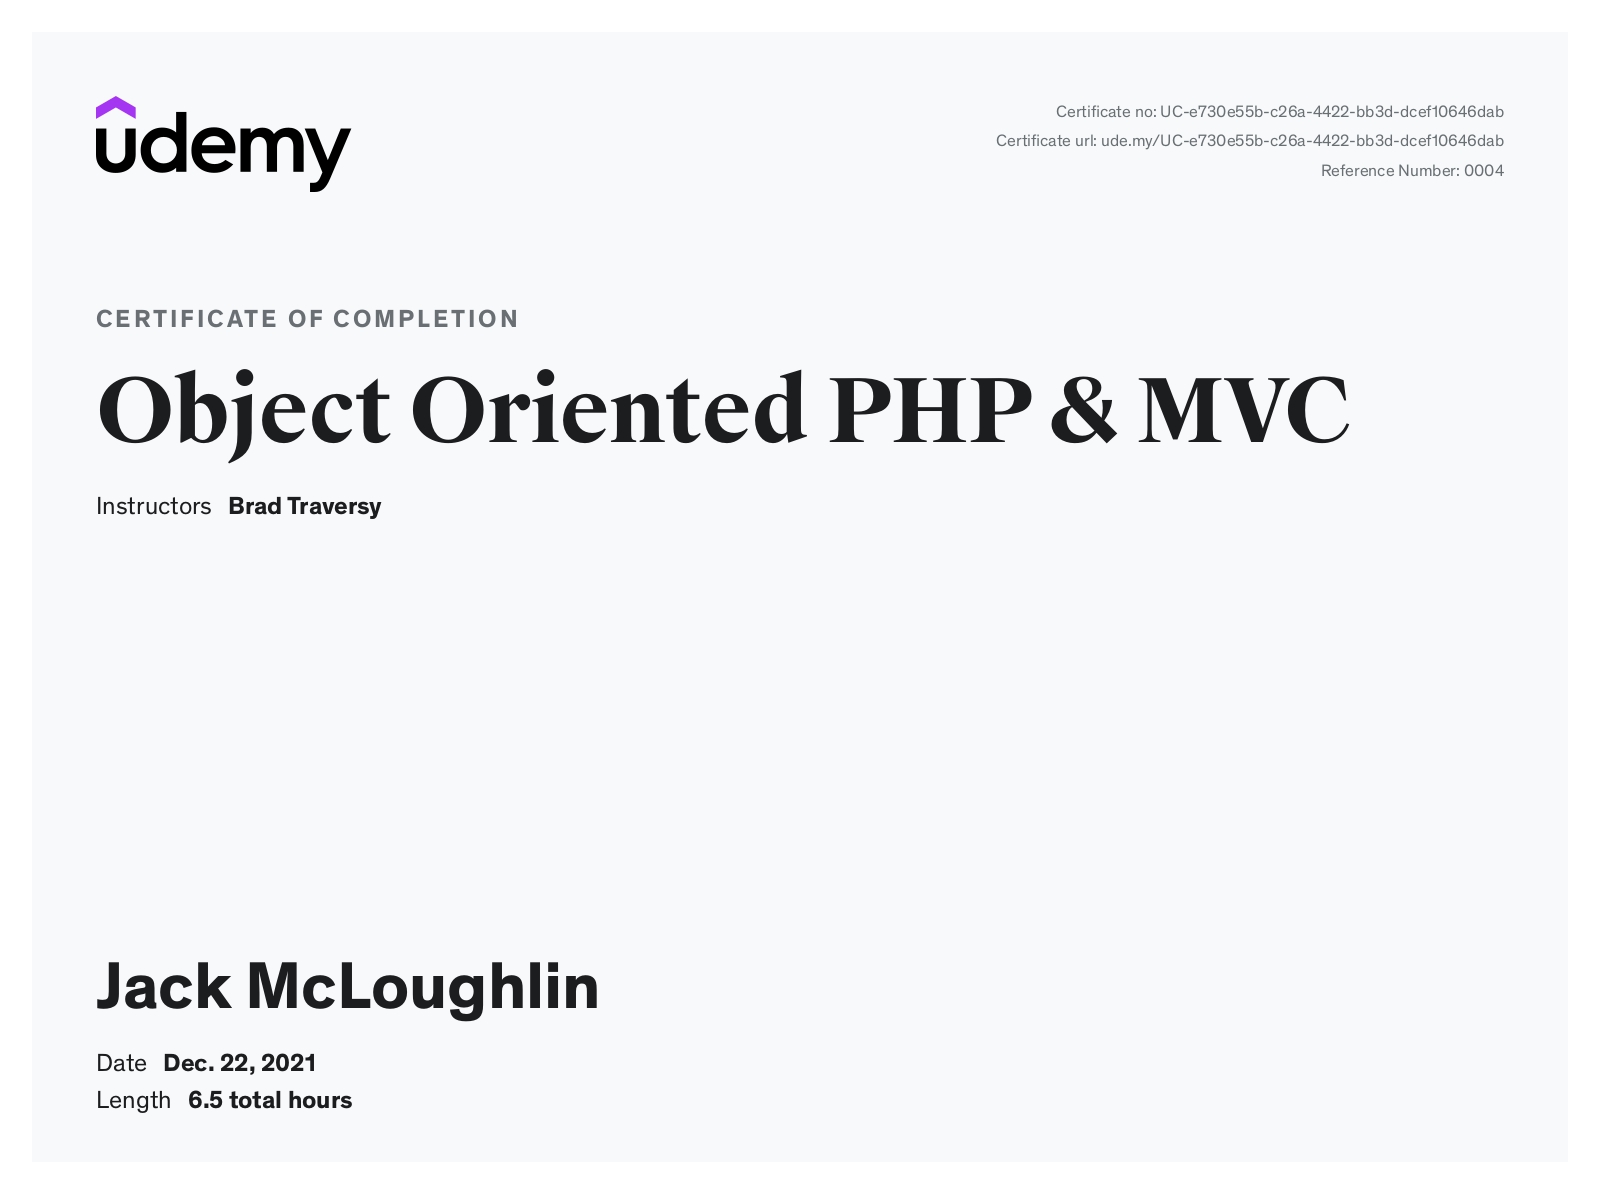 udemy
Certificate no: UC-e730e55b-c26a-4422-bb3d-dcef10646dab
Certificate url: ude.my/UC-e730e55b-c26a-4422-bb3d-dcef10646dab
Reference Number: 0004
CERTIFICATE OF COMPLETION
Object Oriented PHP & MVC
Instructors Brad Traversy
Jack McLoughlin
Date Dec. 22, 2021
Length 6.5 total hours